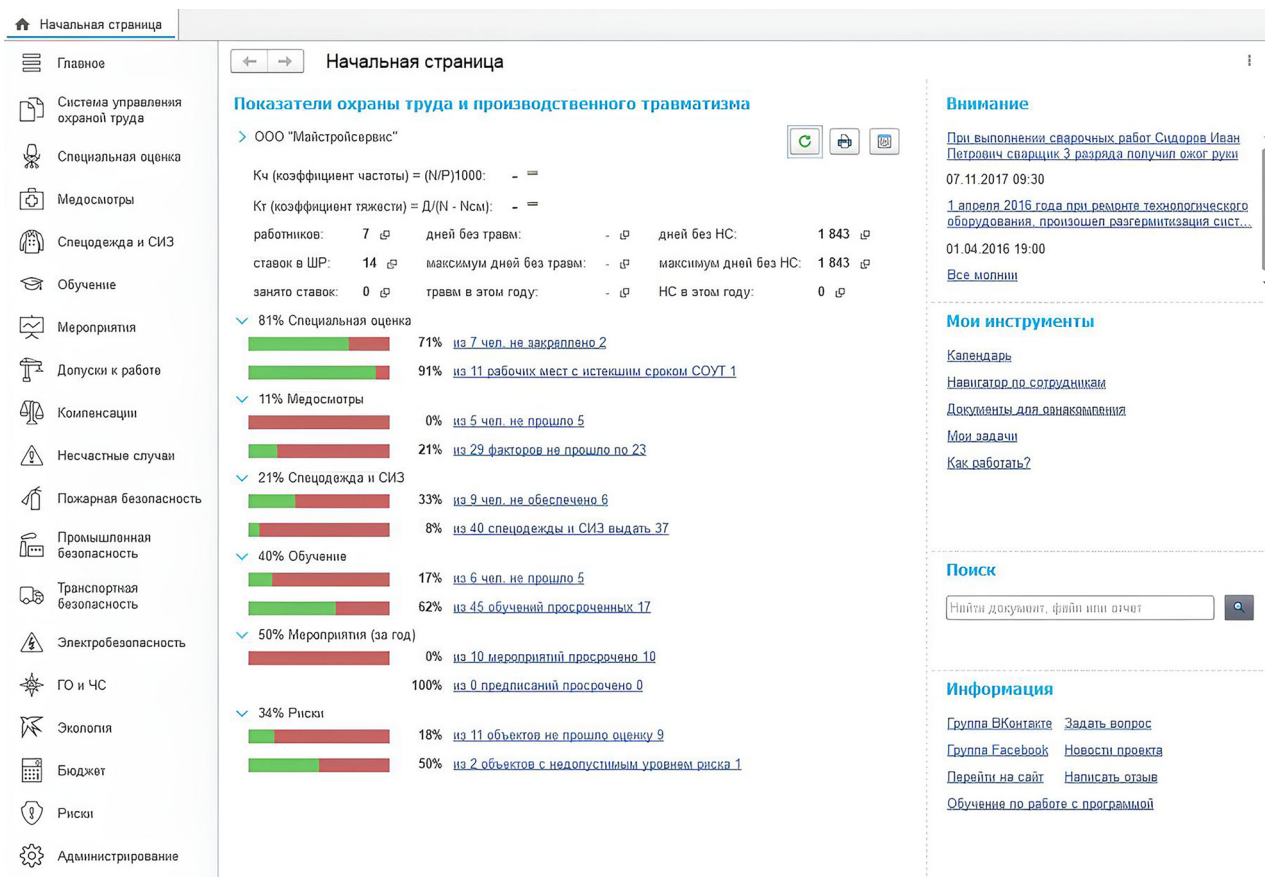 Начальная страница
Главное
Система управления
охраной труда
Специальная оценка
Медосмотры
Спецодежда и СИЗ
Обучение
Мероприятия
Допуски к работе
Компенсации
Несчастные случаи
Пожарная безопасность
Промышленная
безопасность
Транспортная
безопасность
Электробезопасность
ГО и ЧС
Экология
Бюджет
Риски
Администрирование
Начальная страница
Показатели охраны труда и производственного травматизма
ООО "Майстройсервис"
Кч (коэффициент частоты) = (N/P)1000: - =
Кт (коэффициент тяжести) = Д/(N - Nсм): - =
работников: 7 дней без травм: - дней без НС: 1 843
ставок в ШР: 14 максимум дней без травм: - максимум дней без НС: 1 843
занято ставок: 0 травм в этом году: - НС в этом году: 0
81% Специальная оценка
71% из 7 чел. не закреплено 2
91% из 11 рабочих мест с истекшим сроком СОУТ 1
11% Медосмотры
0% из 5 чел. не прошло 5
21% из 29 факторов не прошло по 23
21% Спецодежда и СИЗ
33% из 9 чел. не обеспечено 6
8% из 40 спецодежды и СИЗ выдать 37
40% Обучение
17% из 6 чел. не прошло 5
62% из 45 обучений просроченных 17
50% Мероприятия (за год)
0% из 10 мероприятий просрочено 10
100% из 0 предписаний просрочено 0
34% Риски
18% из 11 объектов не прошло оценку 9
50% из 2 объектов с недопустимым уровнем риска 1
Внимание
При выполнении сварочных работ Сидоров Иван
Петрович сварщик 3 разряда получил ожог руки
07.11.2017 09:30
1 апреля 2016 года при ремонте технологического
оборудования, произошел разгермитизация сист...
01.04.2016 19:00
Все молнии
Мои инструменты
Календарь
Навигатор по сотрудникам
Документы для ознакомления
Мои задачи
Как работать?
Поиск
Найти документ, файл или отчет
Информация
Группа ВКонтакте Задать вопрос
Группа Facebook Новости проекта
Перейти на сайт Написать отзыв
Обучение по работе с программой